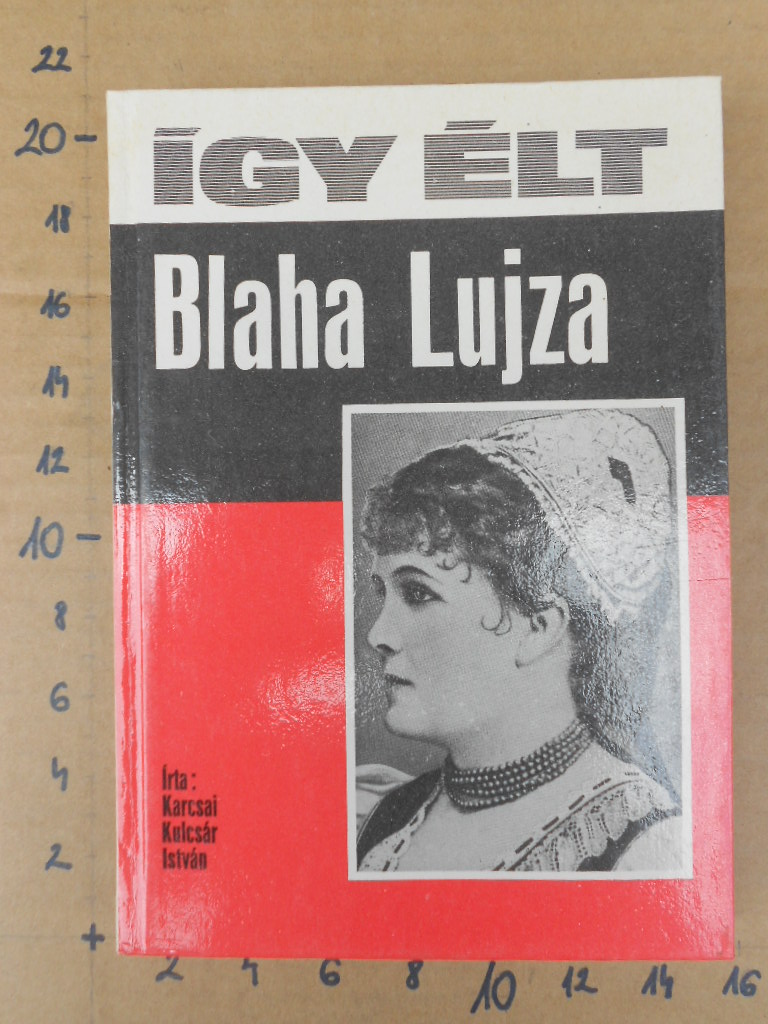 ÍGY ÉLT
Blaha Lujza
Írta:
Karcsai
Kulcsár
István
22
20
18
16
14
12
10
8
6
4
2
+
2 4 6 8 10 12 14 16